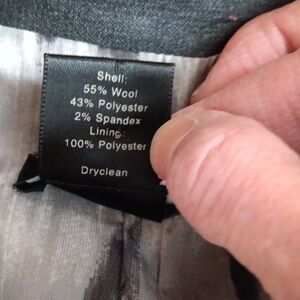 Shell:
55% Wool
43% Polyester
2% Spandex
Lining:
100% Polyester
Dryclean